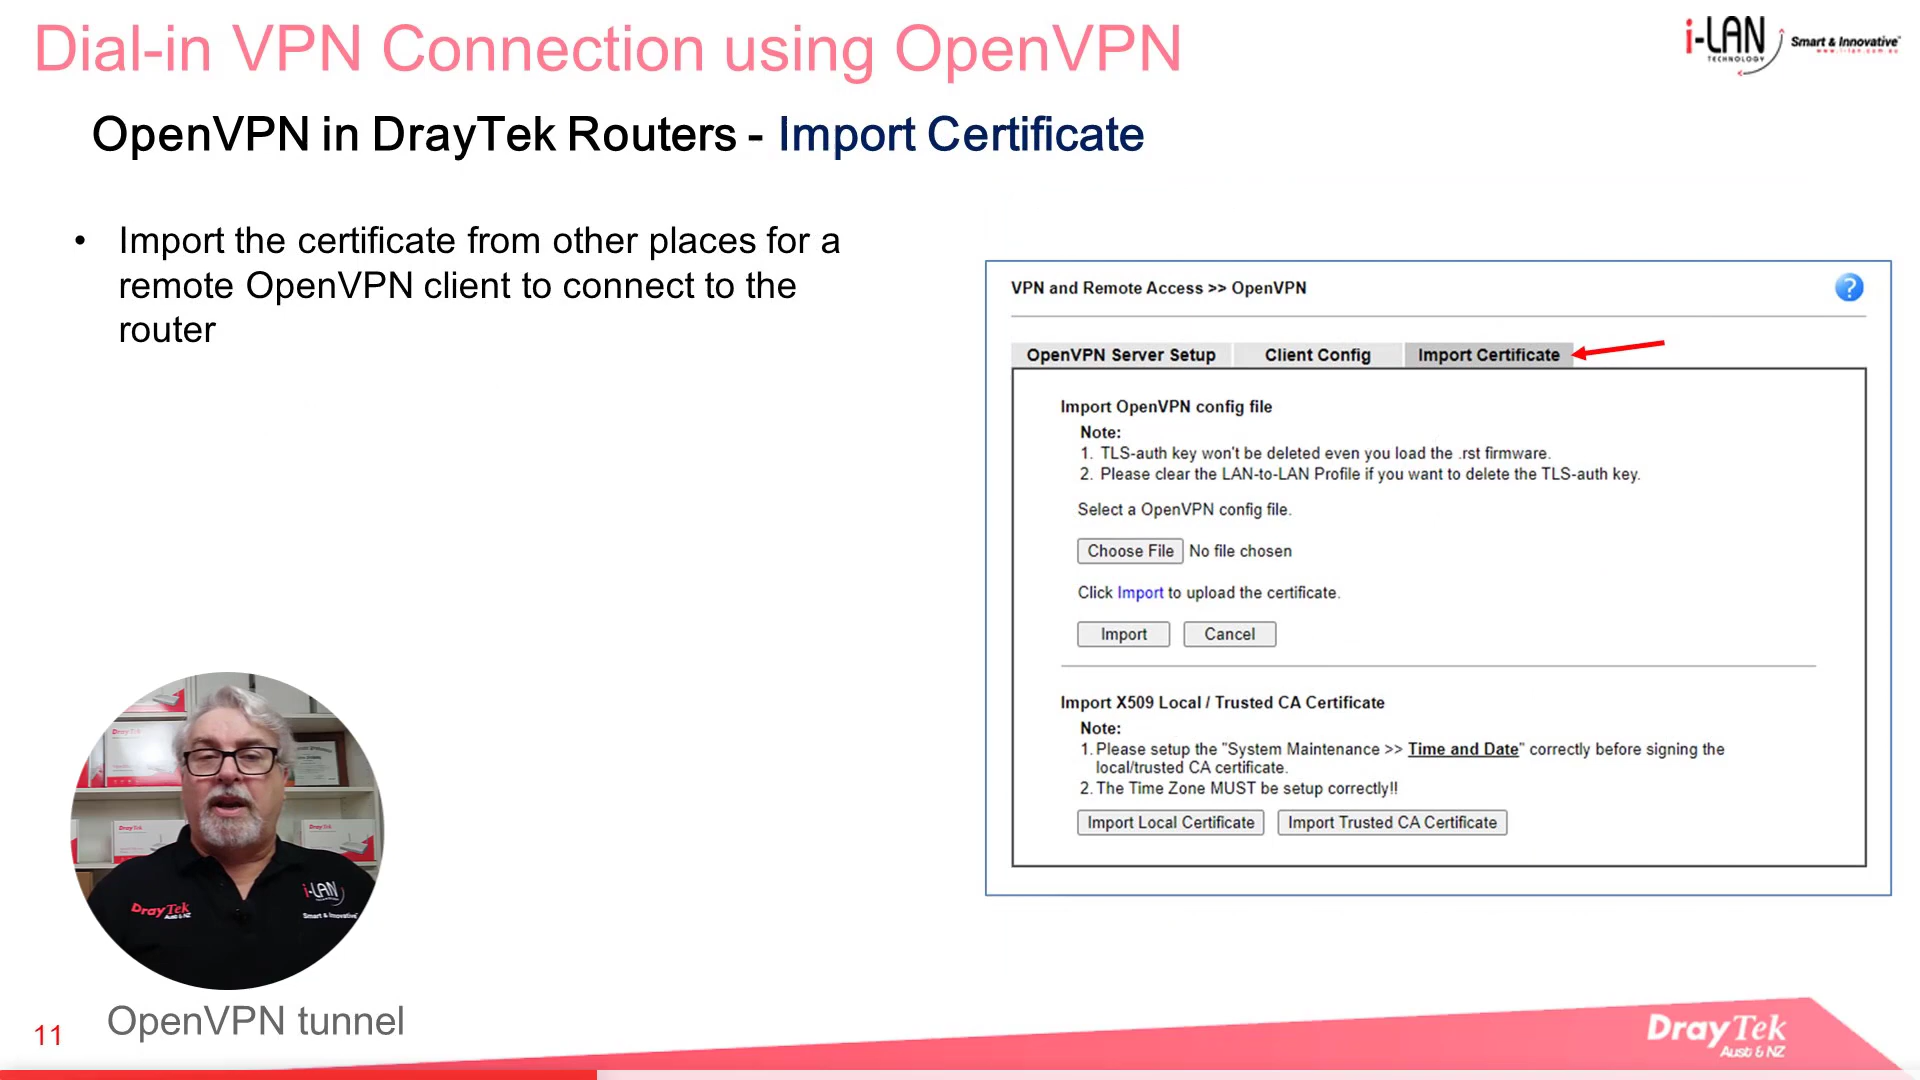 Dial-in VPN Connection using OpenVPN
i-LAN TECHNOLOGY Smart & Innovative
OpenVPN in DrayTek Routers - Import Certificate
• Import the certificate from other places for a
remote OpenVPN client to connect to the
router
VPN and Remote Access >> OpenVPN
?
OpenVPN Server Setup Client Config Import Certificate
Import OpenVPN config file
Note:
1. TLS-auth key won't be deleted even you load the .rst firmware.
2. Please clear the LAN-to-LAN Profile if you want to delete the TLS-auth key.
Select a OpenVPN config file.
Choose File No file chosen
Click Import to upload the certificate.
Import Cancel
Import X509 Local / Trusted CA Certificate
Note:
1. Please setup the "System Maintenance >> Time and Date" correctly before signing the
local/trusted CA certificate.
2. The Time Zone MUST be setup correctly!!
Import Local Certificate Import Trusted CA Certificate
DrayTek
Aust & NZ
i-LAN
Smart & Innovative
OpenVPN tunnel
11
DrayTek
Aust & NZ